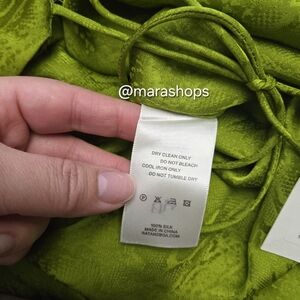 @marashops
DRY CLEAN ONLY
DO NOT BLEACH
COOL IRON ONLY
DO NOT TUMBLE DRY
100% SILK
MADE IN CHINA